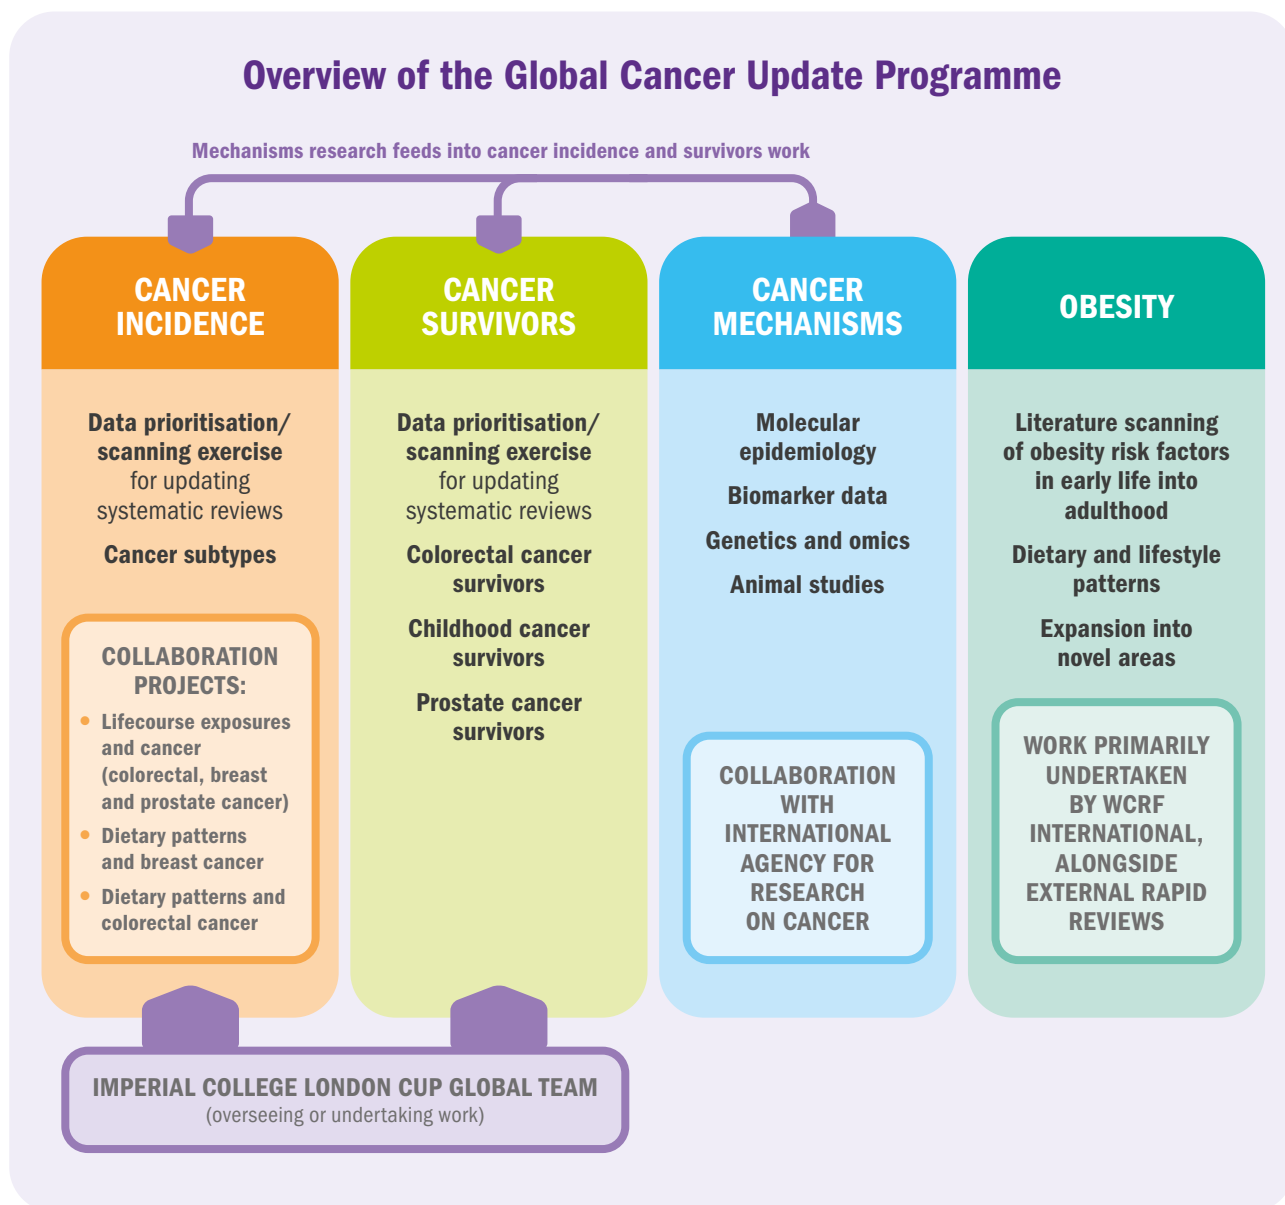 Overview of the Global Cancer Update Programme
Mechanisms research feeds into cancer incidence and survivors work
CANCER
INCIDENCE
Data prioritisation/
scanning exercise
for updating
systematic reviews
Cancer subtypes
COLLABORATION
PROJECTS:
• Lifecourse exposures
and cancer
(colorectal, breast
and prostate cancer)
• Dietary patterns
and breast cancer
• Dietary patterns and
colorectal cancer
CANCER
SURVIVORS
Data prioritisation/
scanning exercise
for updating
systematic reviews
Colorectal cancer
survivors
Childhood cancer
survivors
Prostate cancer
survivors
CANCER
MECHANISMS
Molecular
epidemiology
Biomarker data
Genetics and omics
Animal studies
COLLABORATION
WITH
INTERNATIONAL
AGENCY FOR
RESEARCH
ON CANCER
OBESITY
Literature scanning
of obesity risk factors
in early life into
adulthood
Dietary and lifestyle
patterns
Expansion into
novel areas
WORK PRIMARILY
UNDERTAKEN
BY WCRF
INTERNATIONAL,
ALONGSIDE
EXTERNAL RAPID
REVIEWS
IMPERIAL COLLEGE LONDON CUP GLOBAL TEAM
(overseeing or undertaking work)